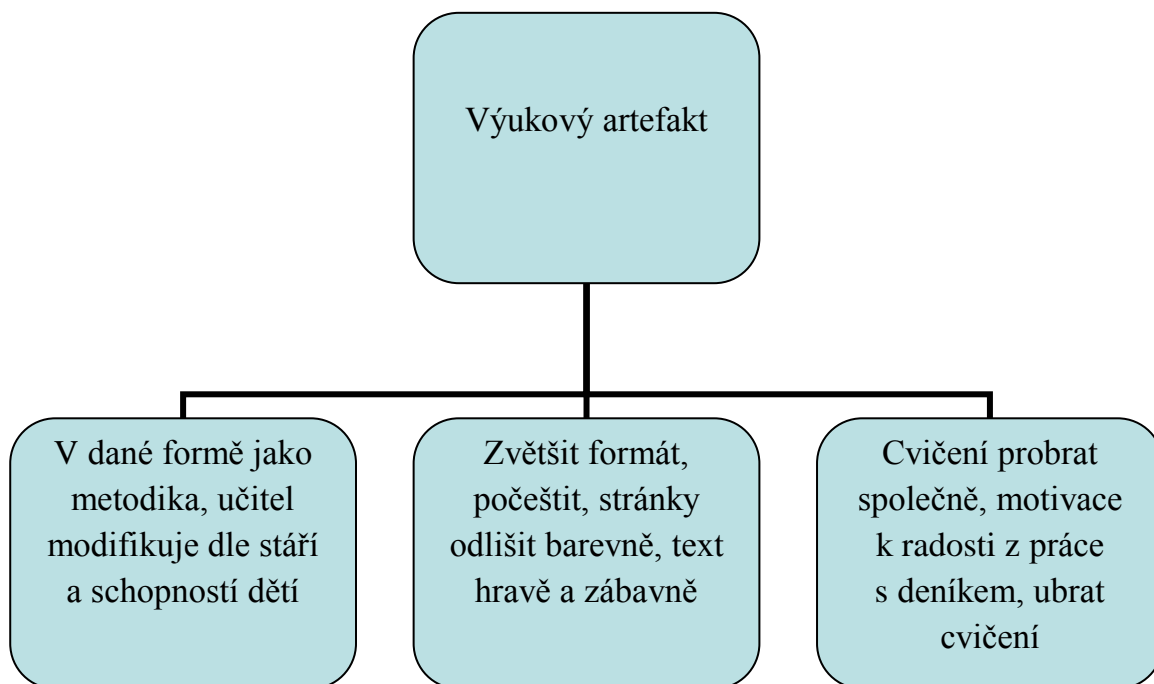 Výukový artefakt
V dané formě jako
metodika, učitel
modifikuje dle stáří
a schopností dětí
Zvětšit formát,
počeštit, stránky
odlišit barevně, text
hravě a zábavně
Cvičení probrat
společně, motivace
k radosti z práce
s deníkem, ubrat
cvičení